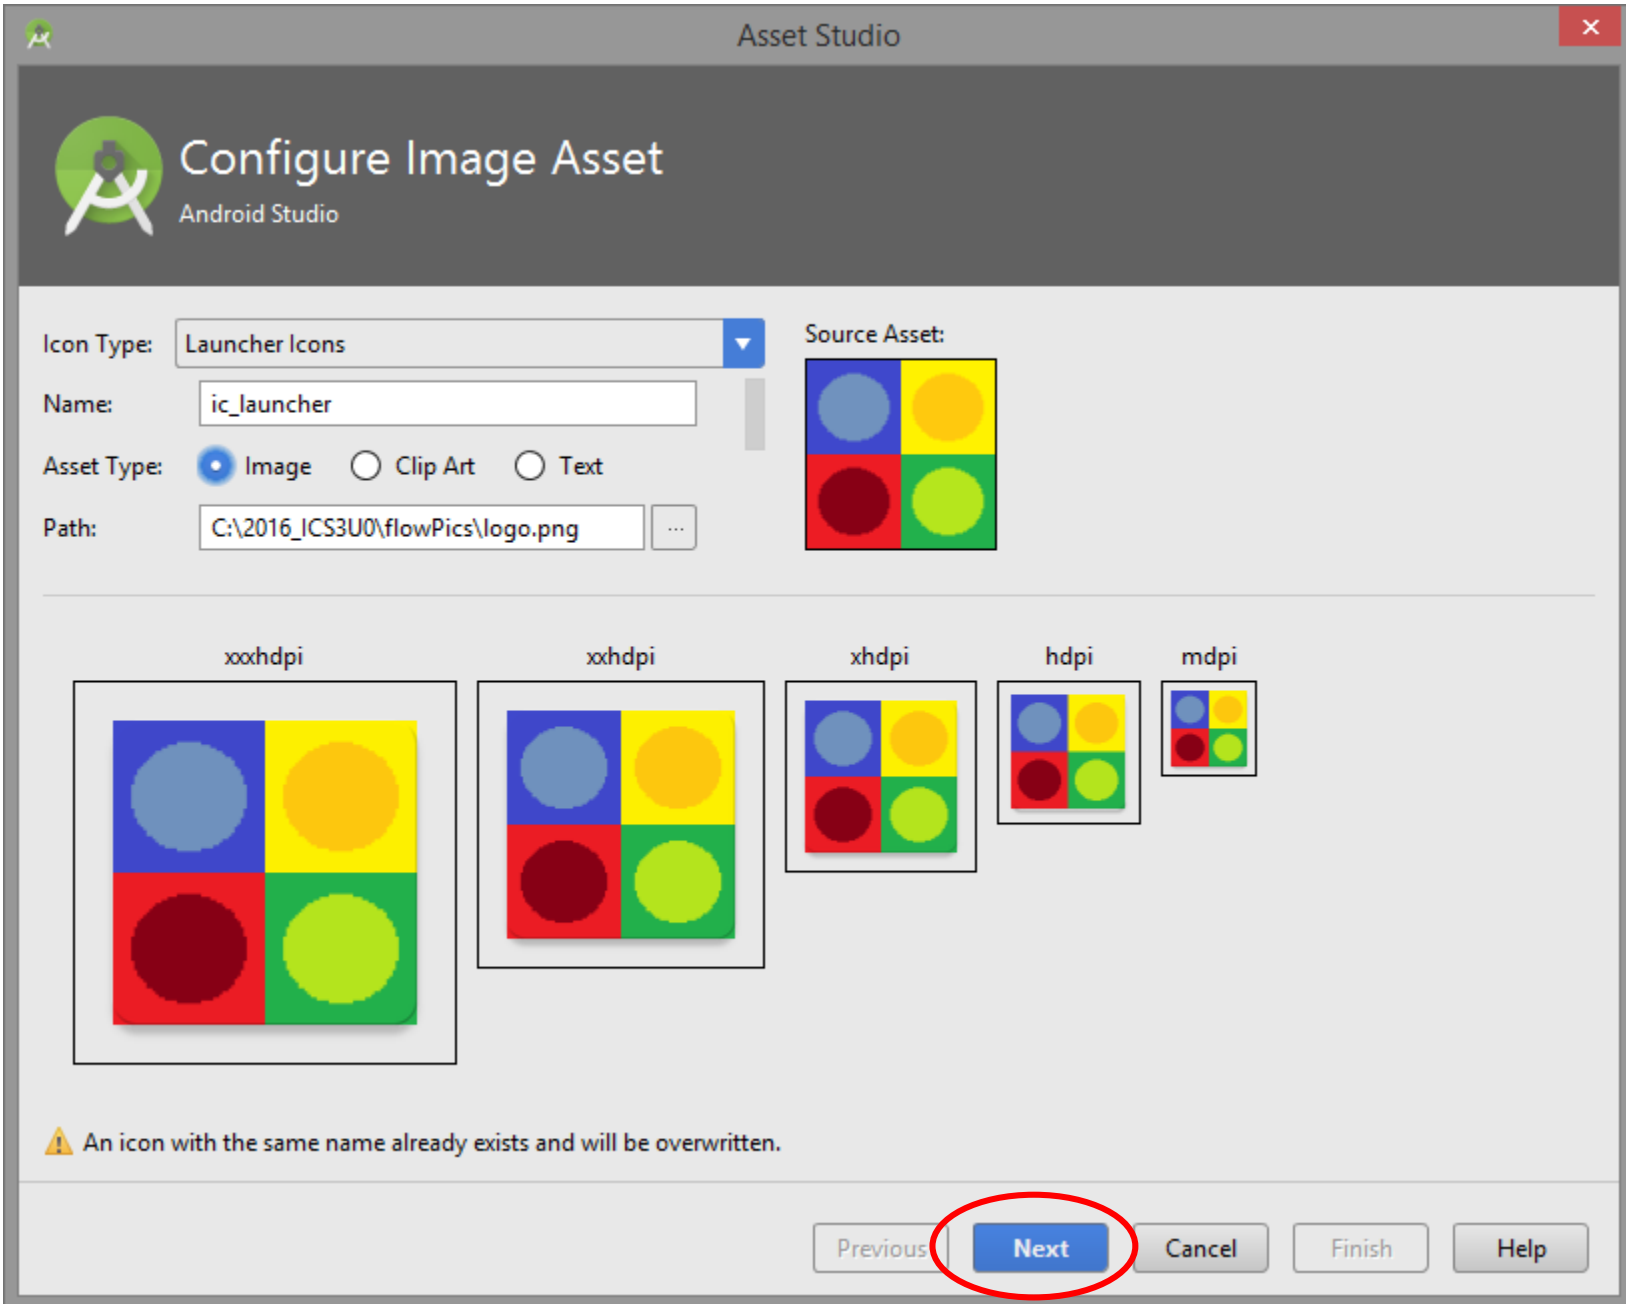 Asset Studio
Configure Image Asset
Android Studio
Icon Type: Launcher Icons
Source Asset:
Name: ic_launcher
Asset Type: Image Clip Art Text
Path: C:\2016_ICS3U0\flowPics\logo.png ...
xxxhdpi xxhdpi xhdpi hdpi mdpi
An icon with the same name already exists and will be overwritten.
Previous Next Cancel Finish Help